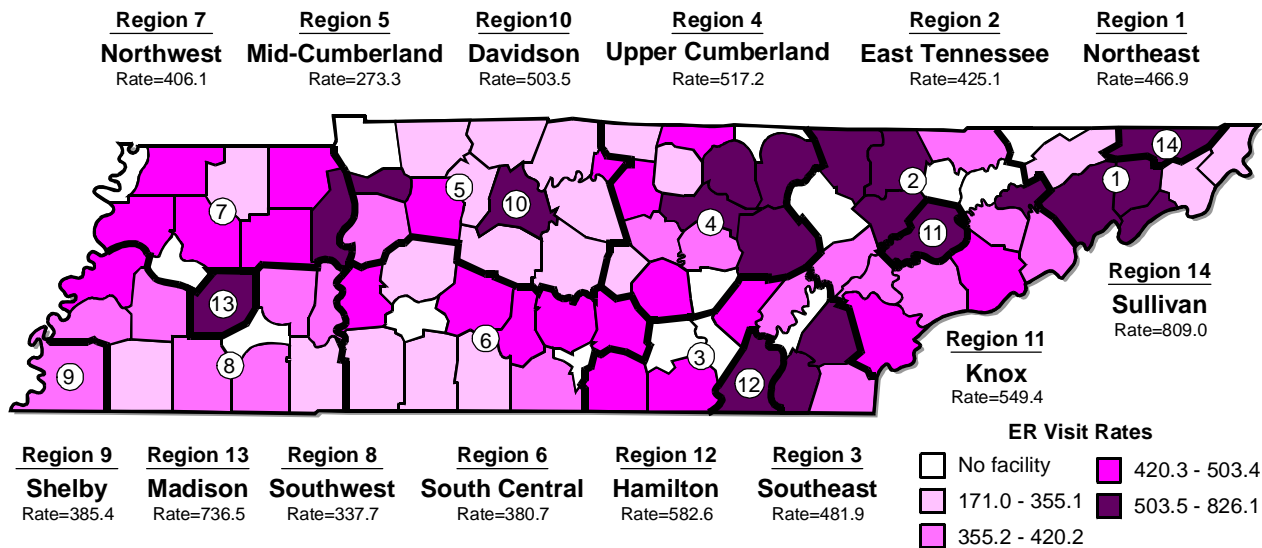 Region 7
Northwest
Rate=406.1
Region 5
Mid-Cumberland
Rate=273.3
Region10
Davidson
Rate=503.5
Region 4
Upper Cumberland
Rate=517.2
Region 2
East Tennessee
Rate=425.1
Region 1
Northeast
Rate=466.9
14
1
2
5
10
7
4
11
13
6
3
8
9
12
Region 14
Sullivan
Rate=809.0
Region 11
Knox
Rate=549.4
Region 9
Shelby
Rate=385.4
Region 13
Madison
Rate=736.5
Region 8
Southwest
Rate=337.7
Region 6
South Central
Rate=380.7
Region 12
Hamilton
Rate=582.6
Region 3
Southeast
Rate=481.9
ER Visit Rates
No facility
171.0 - 355.1
355.2 - 420.2
420.3 - 503.4
503.5 - 826.1